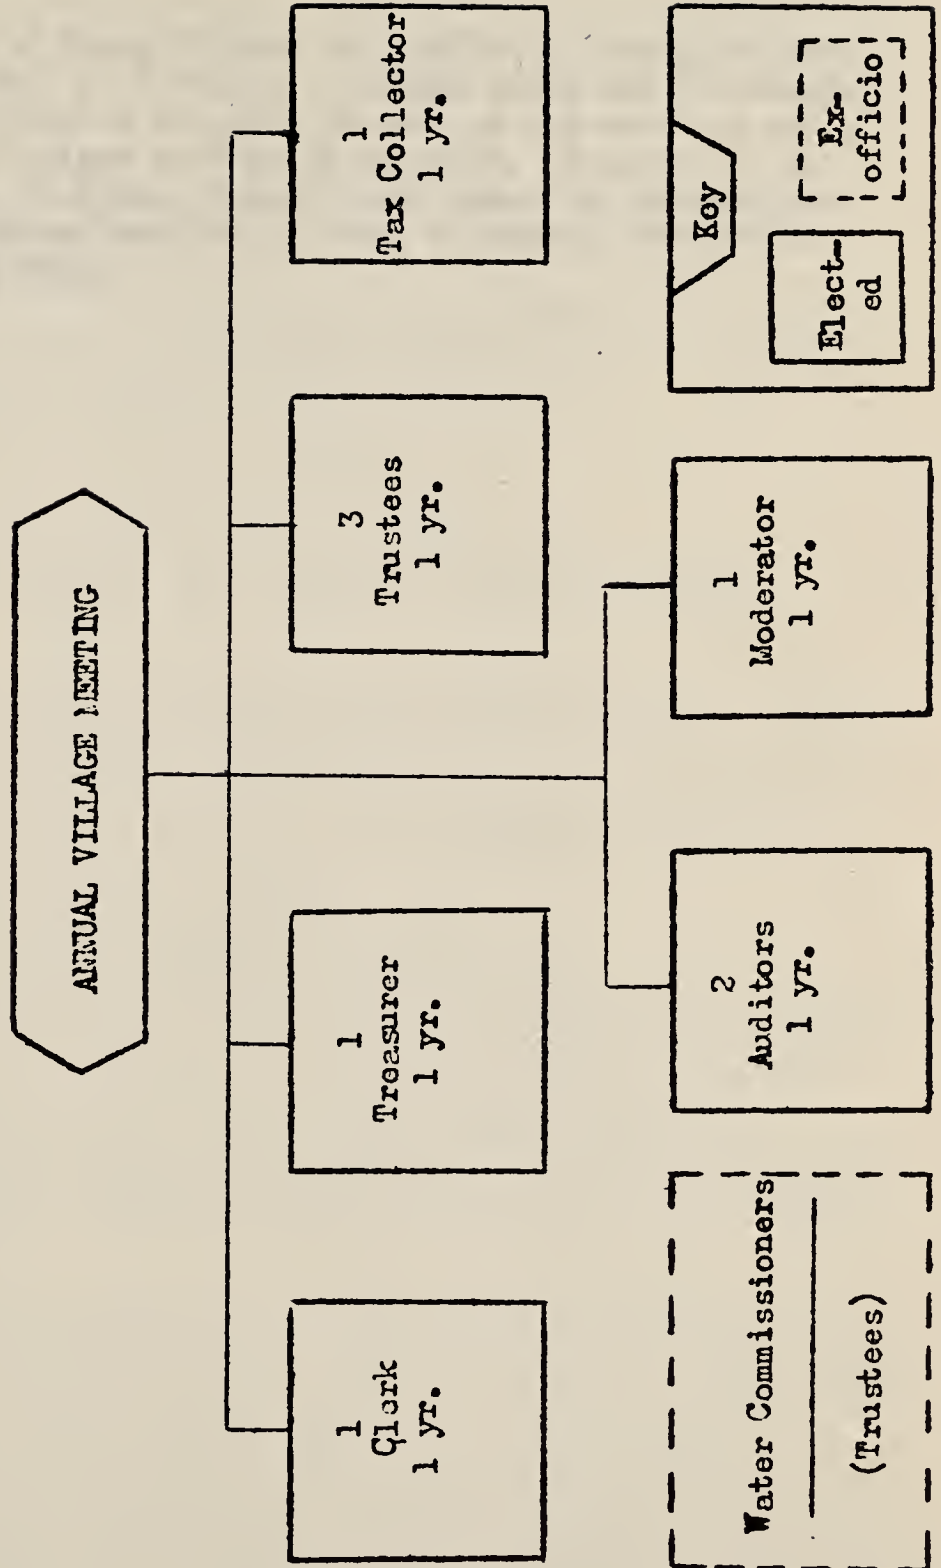 ANNUAL VILLAGE MEETING
1
Clerk
1 yr.
1
Treasurer
1 yr.
3
Trustees
1 yr.
1
Tax Collector
1 yr.
Water Commissioners
(Trustees)
2
Auditors
1 yr.
1
Moderator
1 yr.
Key
Elect-
ed
Ex-
officio